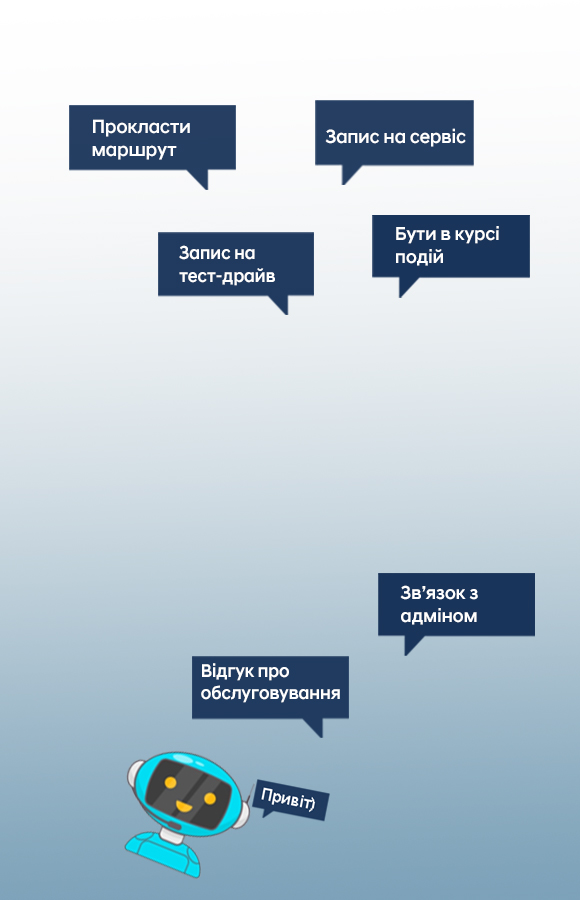 Прокласти
маршрут
Запис на сервіс
Запис на
тест-драйв
Бути в курсі
подій
Зв’язок з
адміном
Відгук про
обслуговування
Привіт)